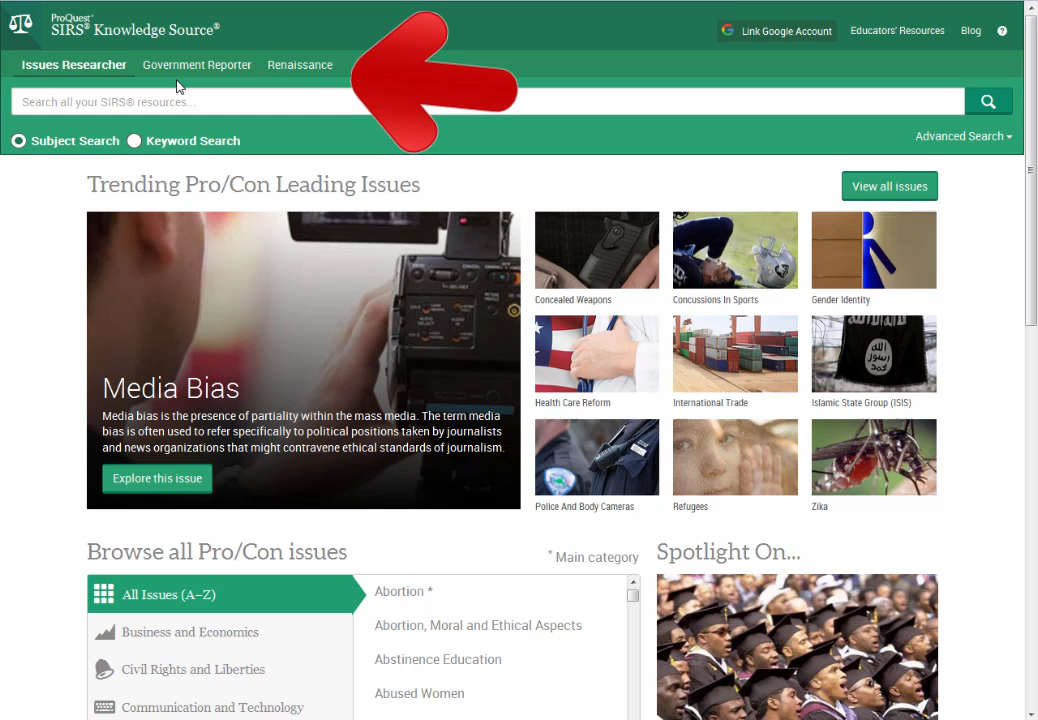 ProQuest®
SIRS® Knowledge Source®
Link Google Account
Educators' Resources
Blog
?
Issues Researcher
Government Reporter
Renaissance
Search all your SIRS® resources...
Subject Search
Keyword Search
Advanced Search
Trending Pro/Con Leading Issues
View all issues
Media Bias
Media bias is the presence of partiality within the mass media. The term media
bias is often used to refer specifically to political positions taken by journalists
and news organizations that might contravene ethical standards of journalism.
Explore this issue
Concealed Weapons
Concussions In Sports
Gender Identity
Health Care Reform
International Trade
Islamic State Group (ISIS)
Police And Body Cameras
Refugees
Zika
Browse all Pro/Con issues
* Main category
All Issues (A–Z)
Business and Economics
Civil Rights and Liberties
Communication and Technology
Abortion *
Abortion, Moral and Ethical Aspects
Abstinence Education
Abused Women
Spotlight On...